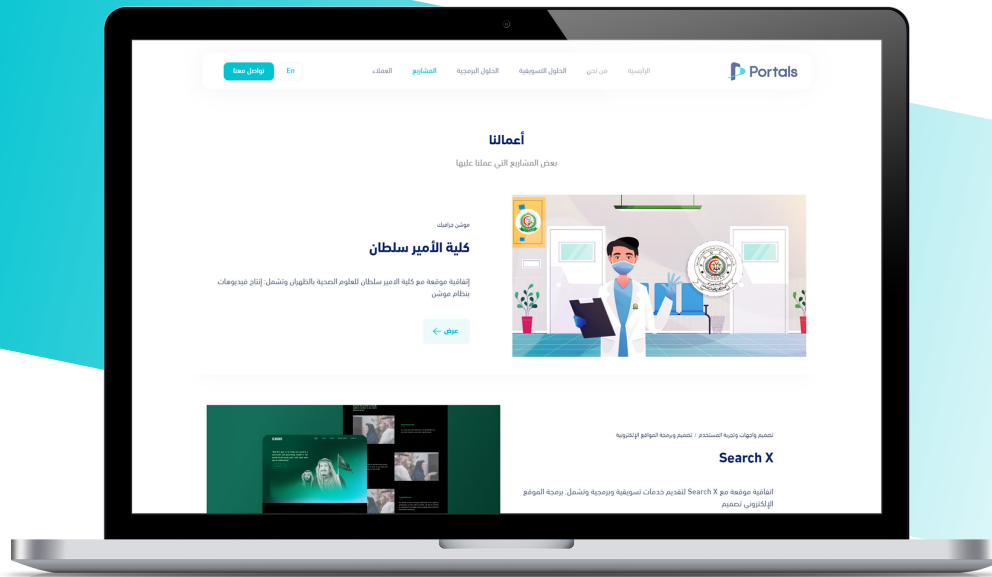 Portals
الرئيسية
من نحن
الحلول التسويقية
الحلول البرمجية
المشاريع
العملاء
En
تواصل معنا
أعمالنا
بعض المشاريع التي عملنا عليها
موشن جرافيك
كلية الأمير سلطان
إتفاقية موقعة مع كلية الامير سلطان للعلوم الصحية بالظهران وتشمل: إنتاج فيديوهات
بنظام موشن
عرض ←
تصميم واجهات وتجربة المستخدم / تصميم وبرمجة المواقع الإلكترونية
Search X
اتفاقية موقعة مع Search X لتقديم خدمات تسويقية وبرمجية وتشمل: برمجة الموقع
الإلكتروني تصميم